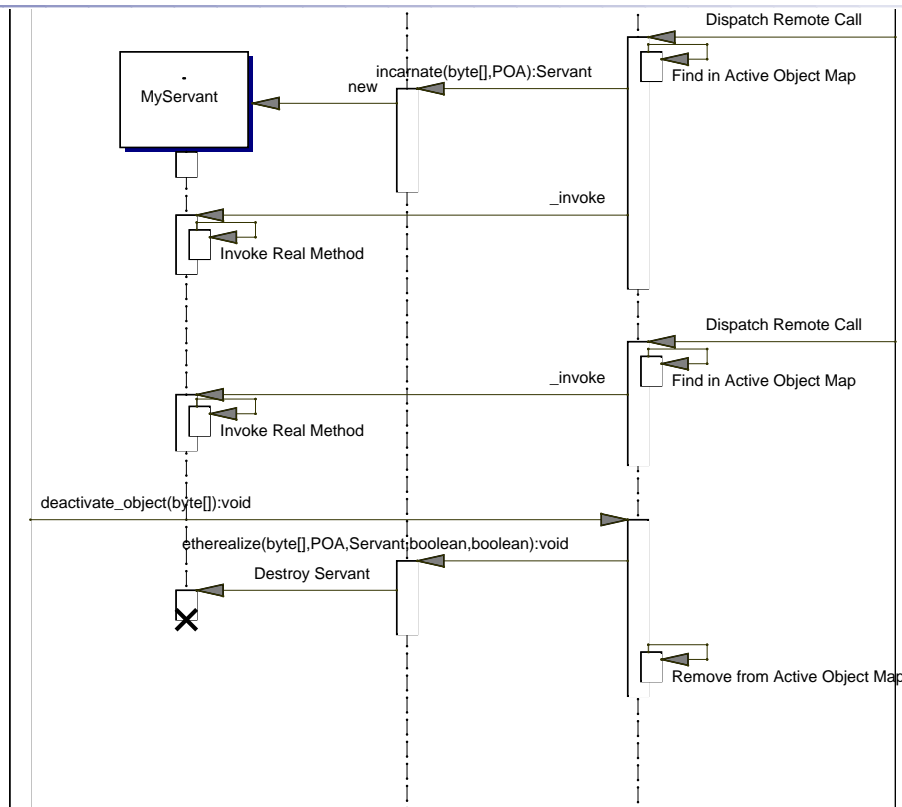 Dispatch Remote Call
incarnate(byte[],POA):Servant
Find in Active Object Map
new
-
MyServant
_invoke
Invoke Real Method
Dispatch Remote Call
_invoke
Find in Active Object Map
Invoke Real Method
deactivate_object(byte[]):void
etherealize(byte[],POA,Servant,boolean,boolean):void
Destroy Servant
Remove from Active Object Map